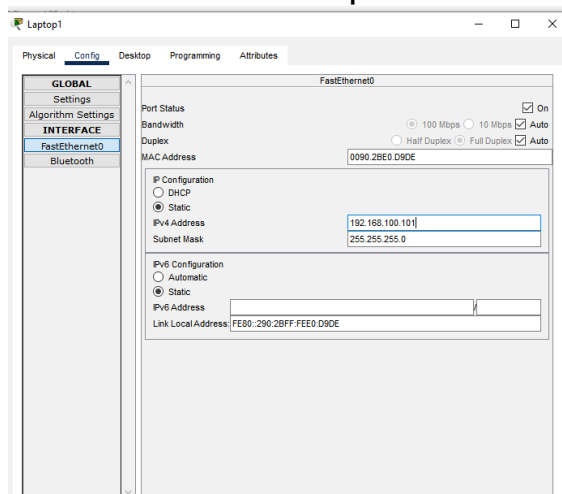 Laptop1
Physical Config Desktop Programming Attributes
GLOBAL
Settings
Algorithm Settings
INTERFACE
FastEthernet0
Bluetooth
FastEthernet0
Port Status On
Bandwidth 100 Mbps 10 Mbps Auto
Duplex Half Duplex Full Duplex Auto
MAC Address 0090.2BE0.D9DE
IP Configuration
DHCP
Static
IPv4 Address 192.168.100.101
Subnet Mask 255.255.255.0
IPv6 Configuration
Automatic
Static
IPv6 Address /
Link Local Address: FE80::290:2BFF:FEE0:D9DE